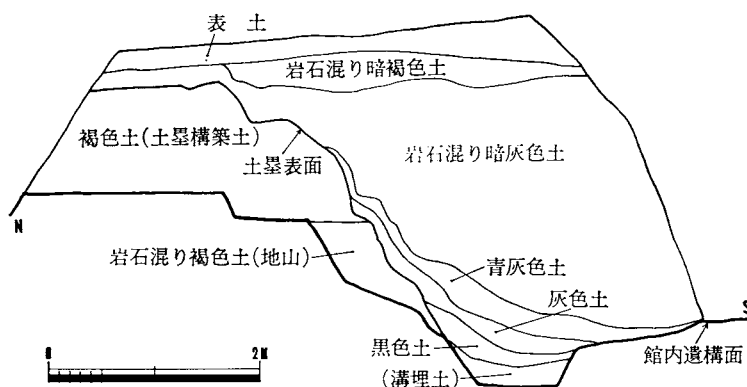 表 土
岩石混り暗褐色土
褐色土(土塁構築土)
土塁表面
岩石混り暗灰色土
N
岩石混り褐色土(地山)
青灰色土
灰色土
S
黒色土
館内遺構面
(溝埋土)
0 2M